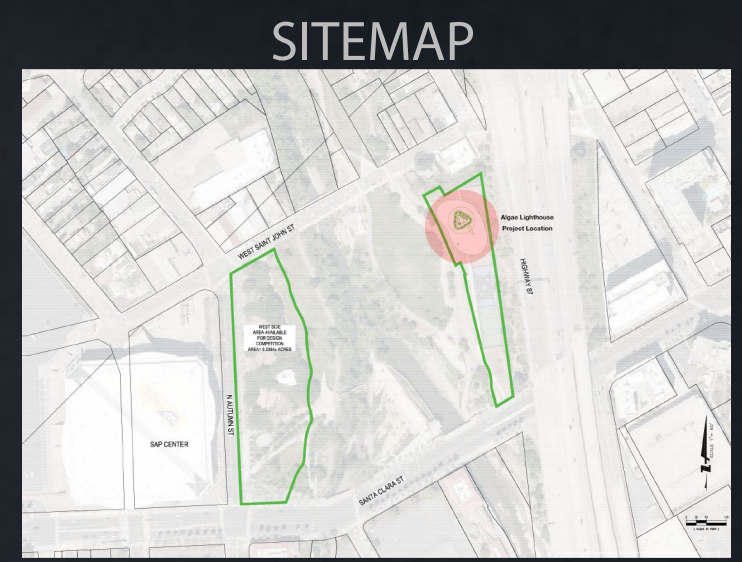 SITEMAP
WEST SAINT JOHN ST
Algae Lighthouse
Project Location
HIGHWAY 87
WEST SIDE
AREA AVAILABLE
FOR DESIGN
COMPETITION
N AUTUMN ST
SAP CENTER
SANTA CLARA ST